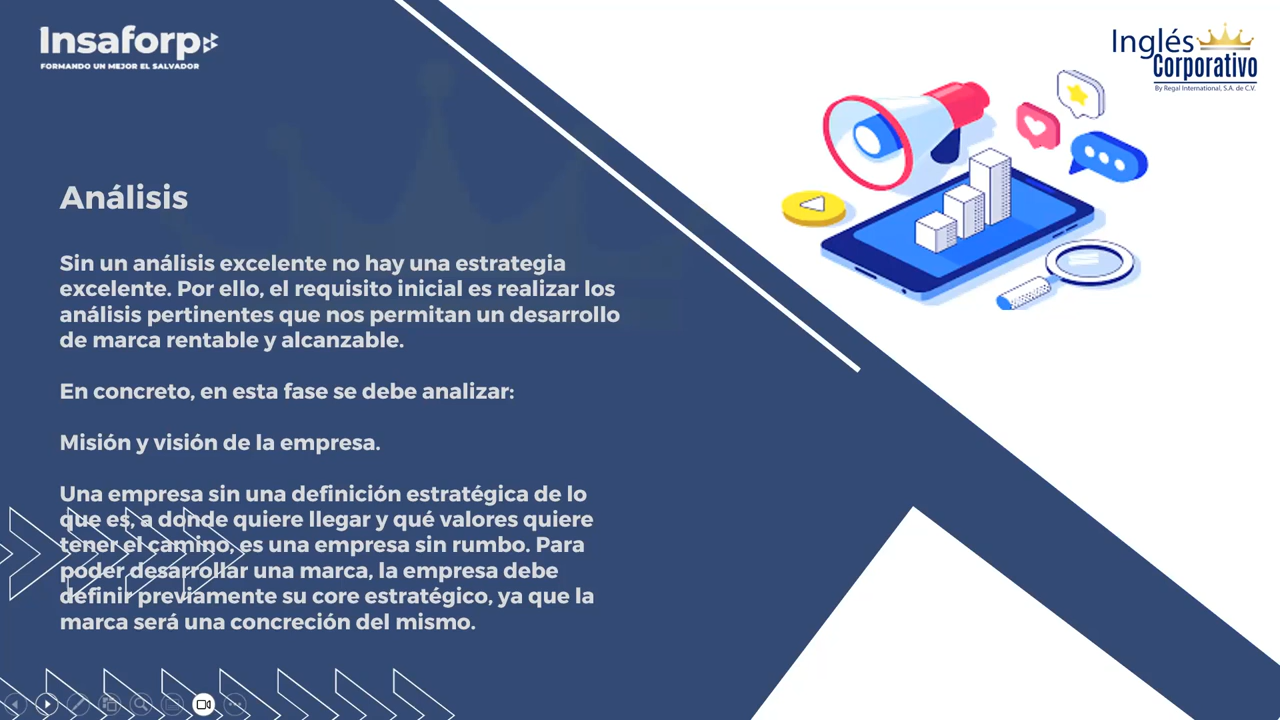 Insaforp
FORMANDO UN MEJOR EL SALVADOR
Inglés
Corporativo
By Regal International, S.A. de C.V.
Análisis
Sin un análisis excelente no hay una estrategia
excelente. Por ello, el requisito inicial es realizar los
análisis pertinentes que nos permitan un desarrollo
de marca rentable y alcanzable.
En concreto, en esta fase se debe analizar:
Misión y visión de la empresa.
Una empresa sin una definición estratégica de lo
que es, a donde quiere llegar y qué valores quiere
tener el camino, es una empresa sin rumbo. Para
poder desarrollar una marca, la empresa debe
definir previamente su core estratégico, ya que la
marca será una concreción del mismo.